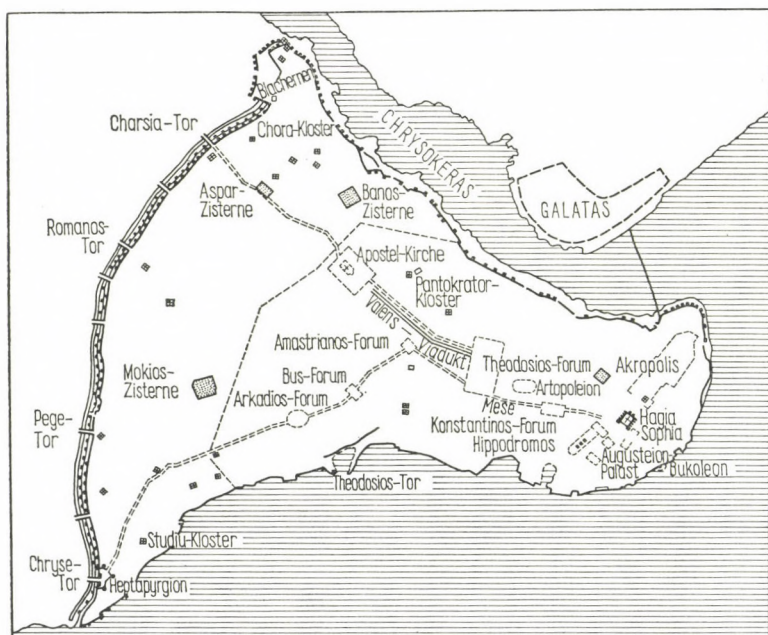 Blachernen
Charsia-Tor
Chora-Kloster
CHRYSOKERAS
Aspar-
Zisterne
Banas-
Zisterne
GALATAS
Romanos-
Tor
Apostel-Kirche
Pantokrator-
Kloster
Valens
Viadukt
Amastrianos-Forum
Theodosios-Forum
Akropolis
Mokios-
Zisterne
Bus-Forum
Artopoleion
Arkadios-Forum
Mese
Pege-
Tor
Konstantinos-Forum
Hagia
Sophia
Hippodromos
Augusteion-
Palast
Bukoleon
Theodosios-Tor
Studiu-Kloster
Chryse-
Tor
Heptapyrgion